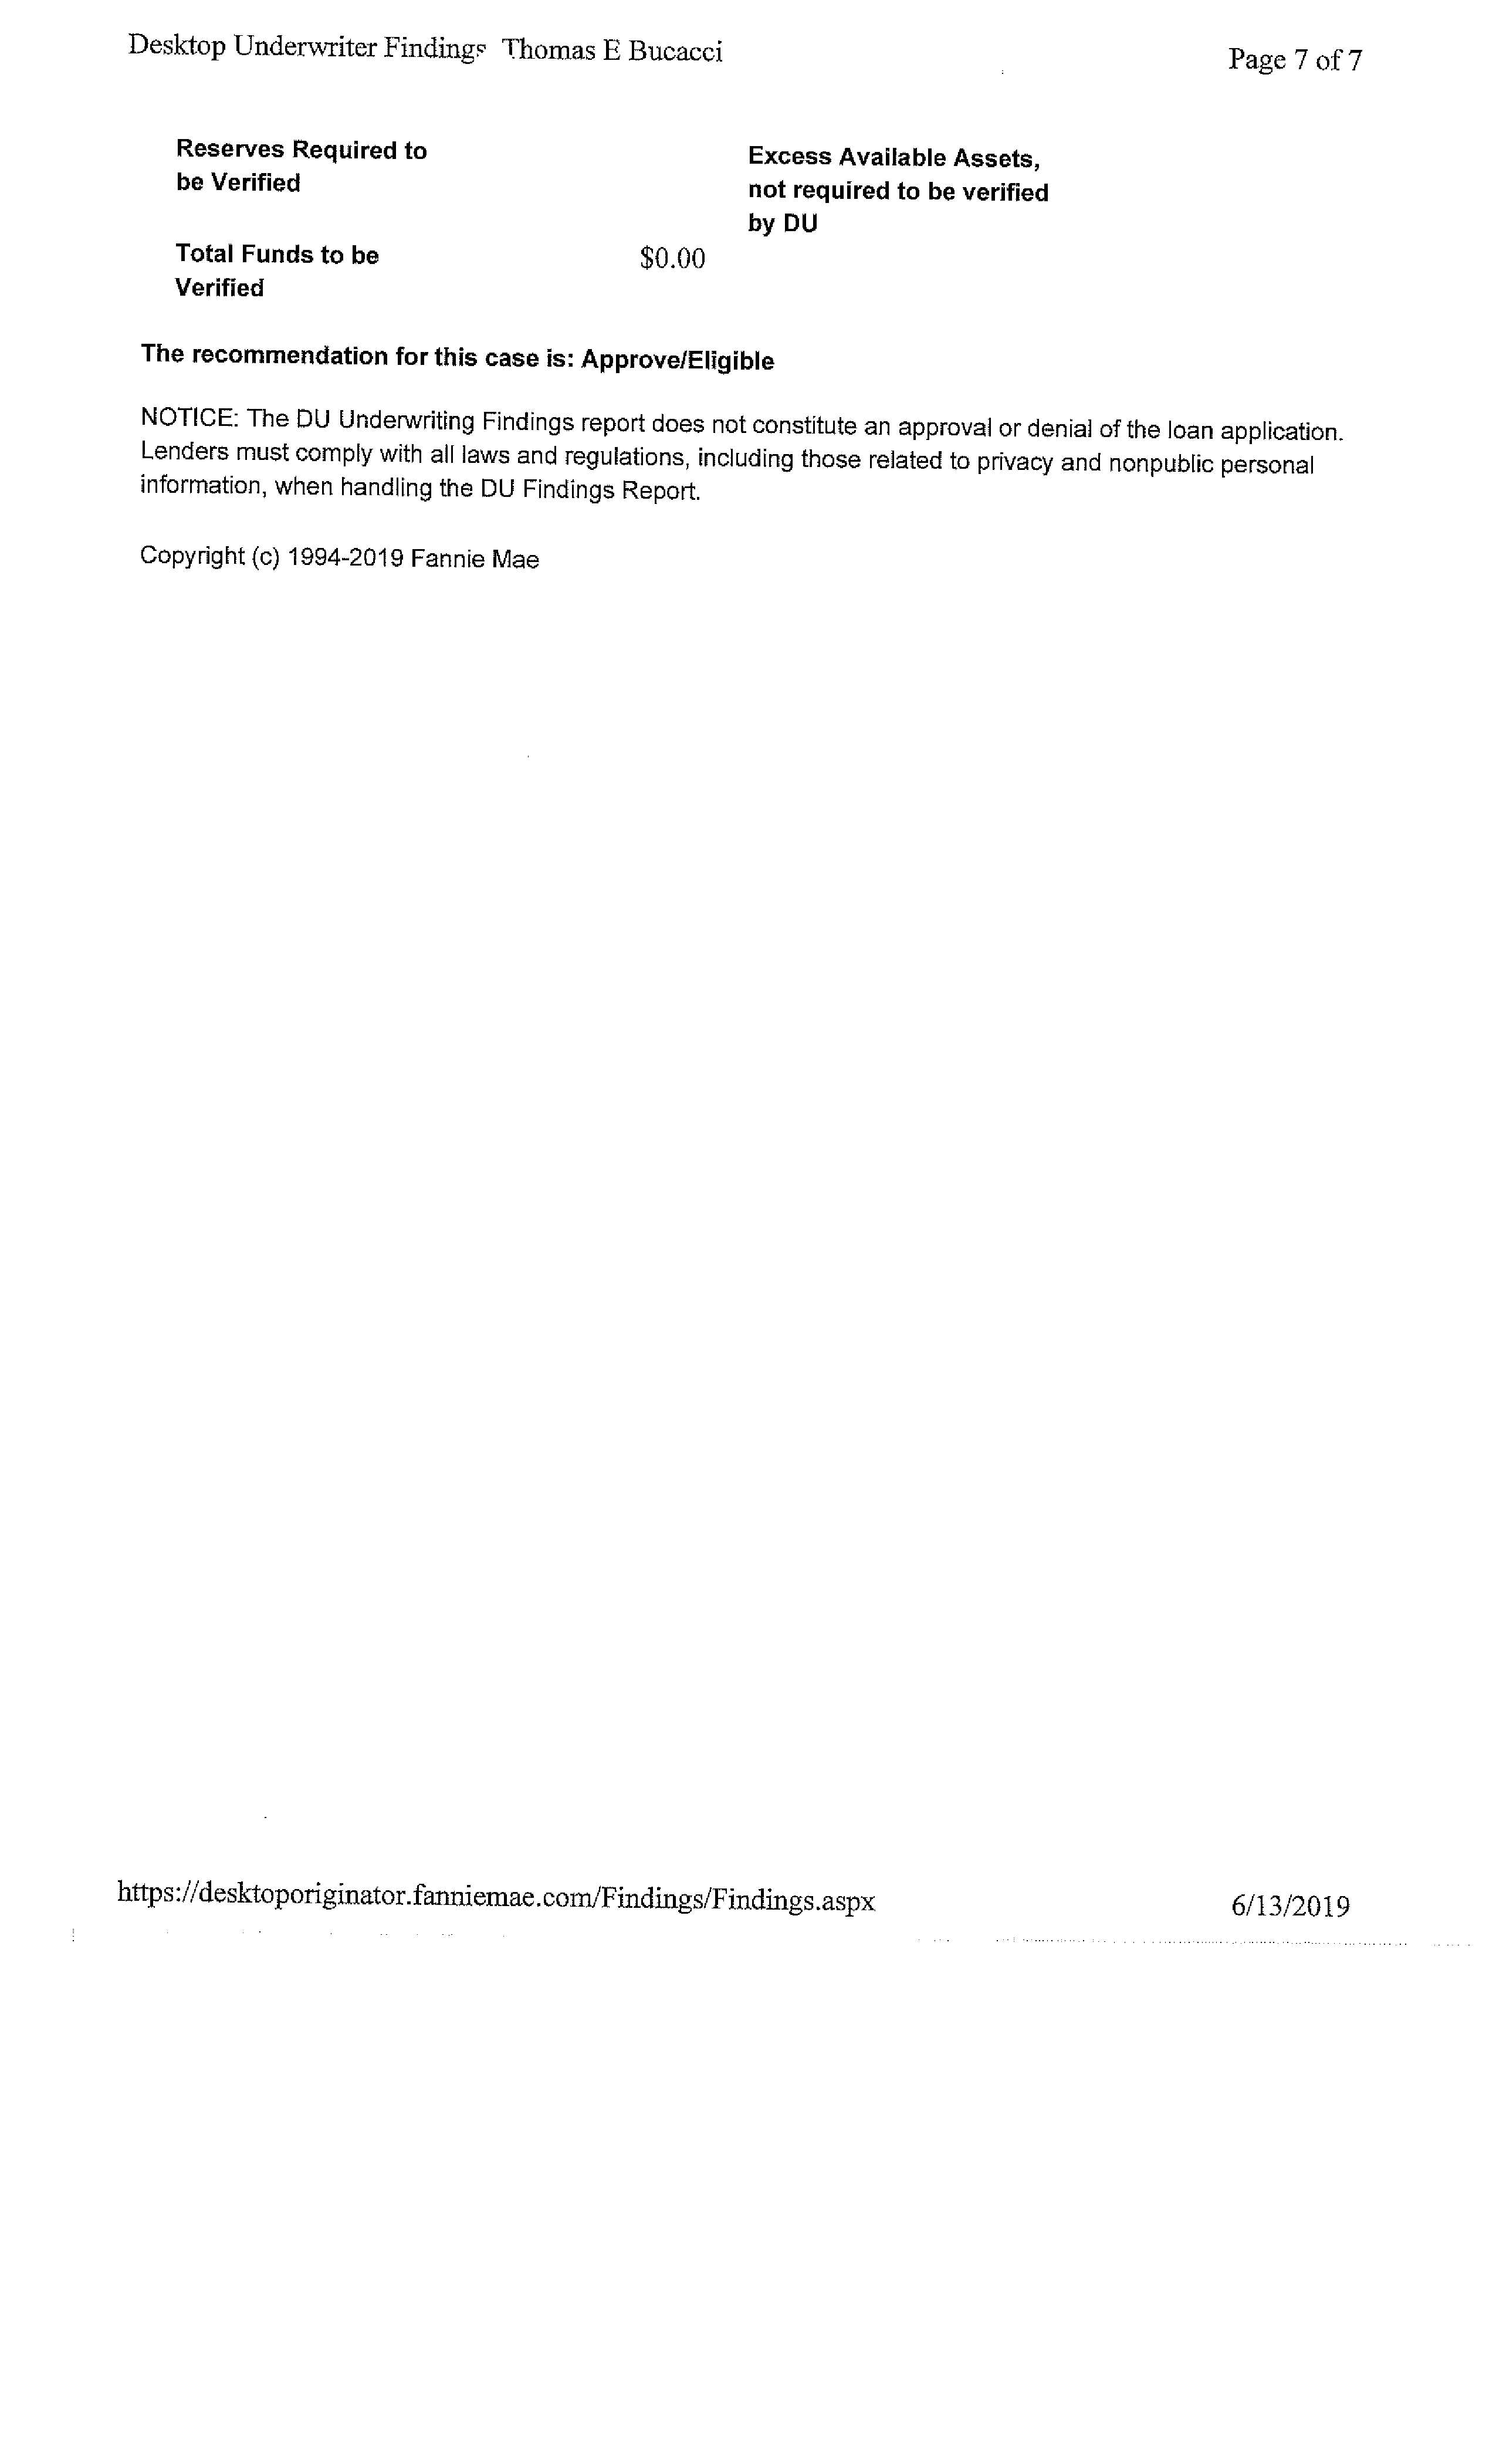 Desktop Underwriter Findings Thomas E Bucacci
Page 7 of 7
Reserves Required to
be Verified
Excess Available Assets,
not required to be verified
by DU
Total Funds to be
Verified
$0.00
The recommendation for this case is: Approve/Eligible
NOTICE: The DU Underwriting Findings report does not constitute an approval or denial of the loan application.
Lenders must comply with all laws and regulations, including those related to privacy and nonpublic personal
information, when handling the DU Findings Report.
Copyright (c) 1994-2019 Fannie Mae
https://desktoporiginator.fanniemae.com/Findings/Findings.aspx
6/13/2019